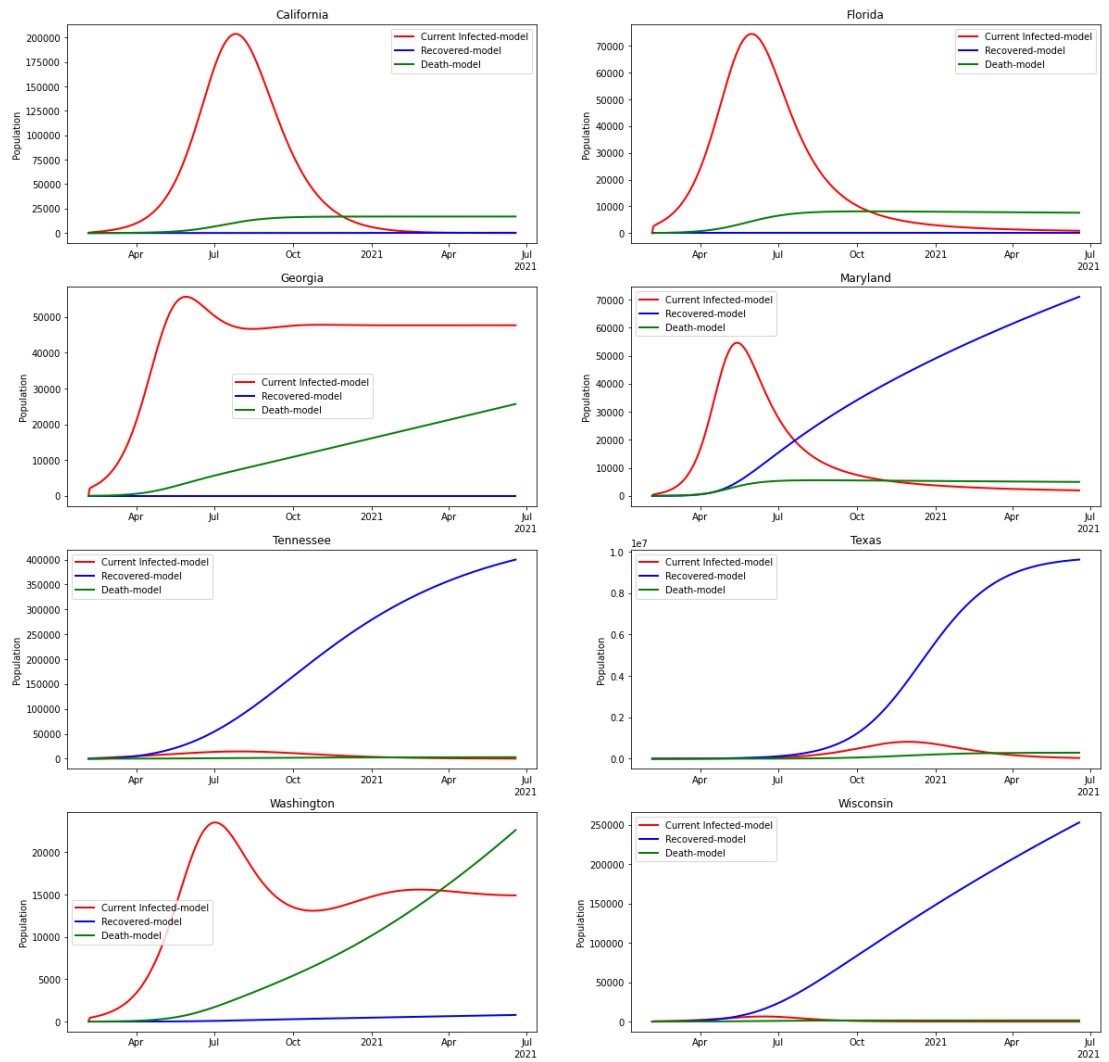 California
200000
175000
150000
125000
100000
75000
50000
25000
0
Population
Current Infected-model
Recovered-model
Death-model
Apr
Jul
Oct
2021
Apr
Jul
2021
Florida
70000
60000
50000
40000
30000
20000
10000
0
Population
Current Infected-model
Recovered-model
Death-model
Apr
Jul
Oct
2021
Apr
Jul
2021
Georgia
50000
40000
30000
20000
10000
0
Population
Current Infected-model
Recovered-model
Death-model
Apr
Jul
Oct
2021
Apr
Jul
2021
Maryland
70000
60000
50000
40000
30000
20000
10000
0
Population
Current Infected-model
Recovered-model
Death-model
Apr
Jul
Oct
2021
Apr
Jul
2021
Tennessee
400000
350000
300000
250000
200000
150000
100000
50000
0
Population
Current Infected-model
Recovered-model
Death-model
Apr
Jul
Oct
2021
Apr
Jul
2021
Texas
1e7
1.0
0.8
0.6
0.4
0.2
0.0
Population
Current Infected-model
Recovered-model
Death-model
Apr
Jul
Oct
2021
Apr
Jul
2021
Washington
20000
15000
10000
5000
0
Population
Current Infected-model
Recovered-model
Death-model
Apr
Jul
Oct
2021
Apr
Jul
2021
Wisconsin
250000
200000
150000
100000
50000
0
Population
Current Infected-model
Recovered-model
Death-model
Apr
Jul
Oct
2021
Apr
Jul
2021